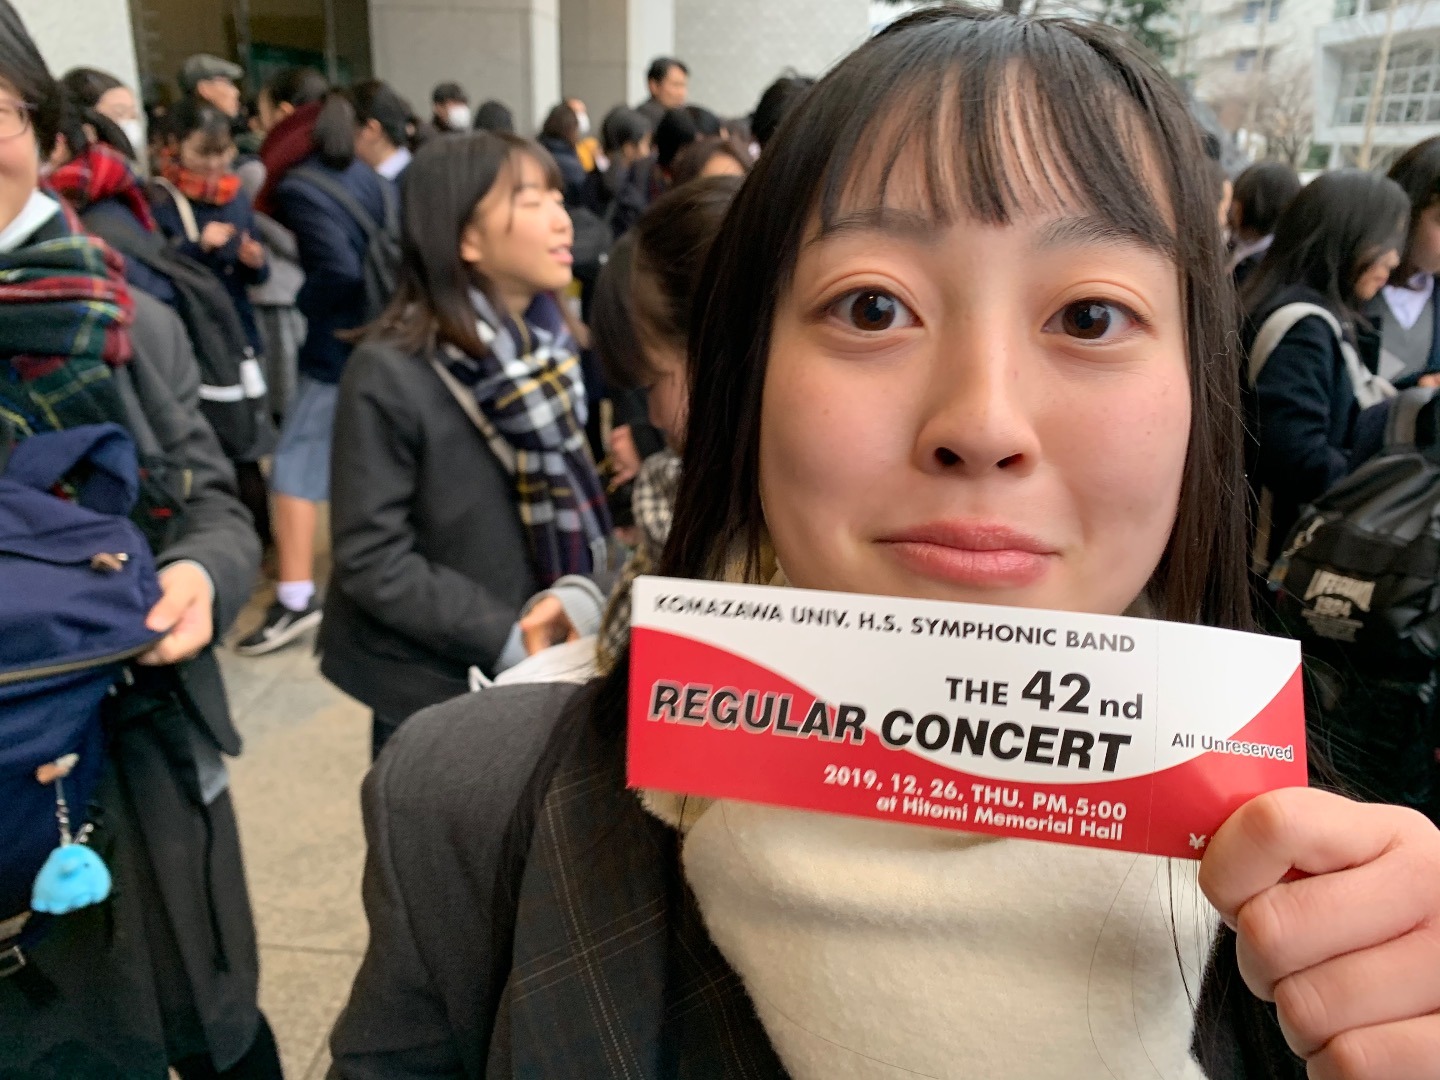 KOMAZAWA UNIV. H.S. SYMPHONIC BAND
THE 42nd
REGULAR CONCERT
All Unreserved
2019. 12. 26. THU. PM.5:00
at Hitomi Memorial Hall
¥
1984